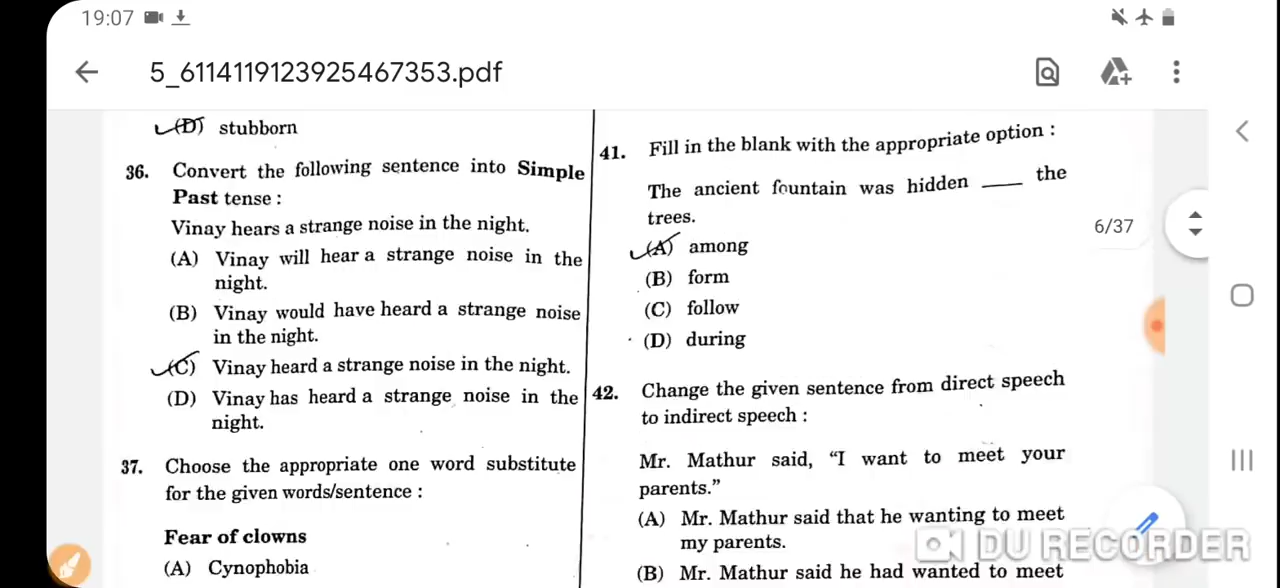 19:07
5_6114119123925467353.pdf
(D) stubborn
36. Convert the following sentence into Simple
Past tense :
Vinay hears a strange noise in the night.
(A) Vinay will hear a strange noise in the
night.
(B) Vinay would have heard a strange noise
in the night.
(C) Vinay heard a strange noise in the night.
(D) Vinay has heard a strange noise in the
night.
37. Choose the appropriate one word substitute
for the given words/sentence :
Fear of clowns
(A) Cynophobia
41. Fill in the blank with the appropriate option :
The ancient fountain was hidden ____ the
trees.
(A) among
(B) form
(C) follow
(D) during
42. Change the given sentence from direct speech
to indirect speech :
Mr. Mathur said, “I want to meet your
parents.”
(A) Mr. Mathur said that he wanting to meet
my parents.
(B) Mr. Mathur said he had wanted to meet
6/37
DU RECORDER